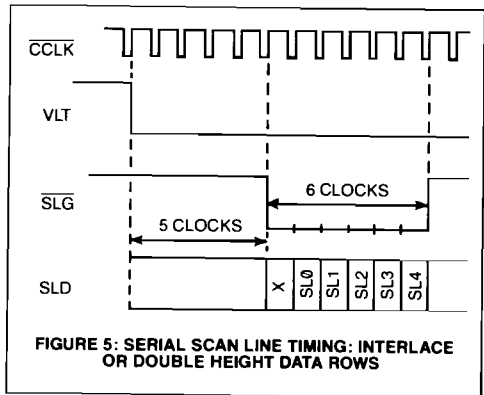 CCLK
VLT
SLG
6 CLOCKS
5 CLOCKS
SLD
X
SL0
SL1
SL2
SL3
SL4
FIGURE 5: SERIAL SCAN LINE TIMING: INTERLACE
OR DOUBLE HEIGHT DATA ROWS